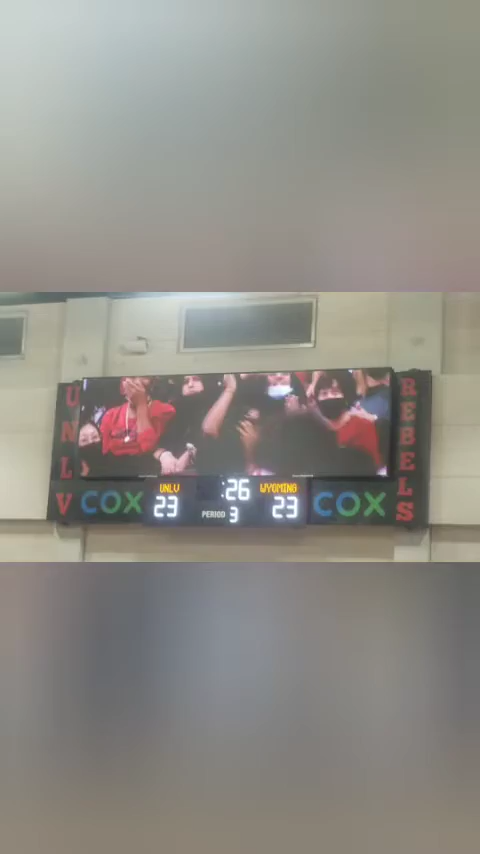 UNLV
REBELS
COX
UNLV
:26
WYOMING
COX
23
PERIOD 3
23